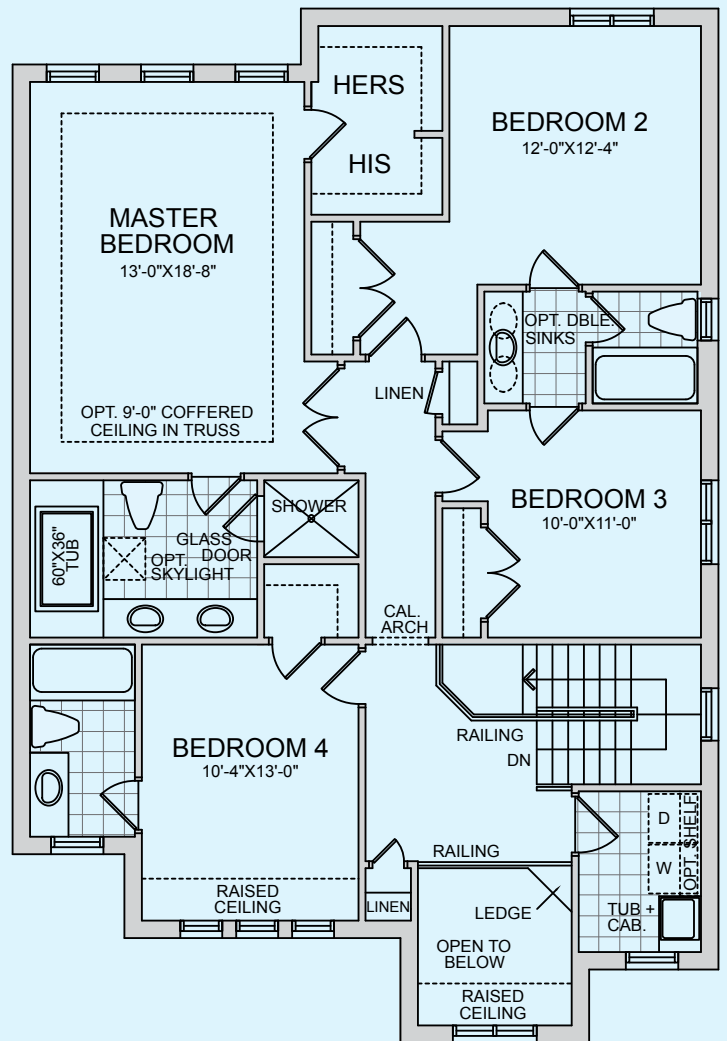 HERS
HIS
BEDROOM 2
12'-0"X12'-4"
MASTER
BEDROOM
13'-0"X18'-8"
OPT. 9'-0" COFFERED
CEILING IN TRUSS
OPT. DBLE.
SINKS
LINEN
BEDROOM 3
10'-0"X11'-0"
SHOWER
GLASS
DOOR
OPT.
SKYLIGHT
60"X36"
TUB
CAL.
ARCH
BEDROOM 4
10'-4"X13'-0"
RAILING
DN
RAILING
D
W
OPT. SHELF
TUB +
CAB.
RAISED
CEILING
LINEN
LEDGE
OPEN TO
BELOW
RAISED
CEILING